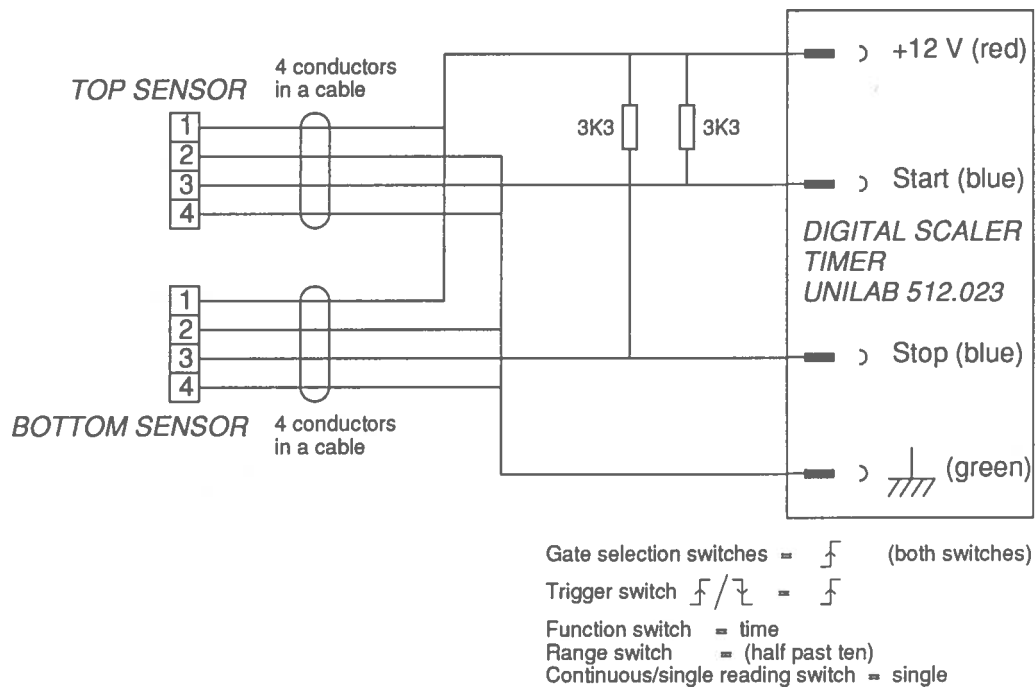 +12 V (red)
4 conductors
in a cable
TOP SENSOR
1
2
3
4
3K3
3K3
Start (blue)
DIGITAL SCALER
TIMER
UNILAB 512.023
1
2
3
4
Stop (blue)
BOTTOM SENSOR
4 conductors
in a cable
(green)
Gate selection switches = (both switches)
Trigger switch / =
Function switch = time
Range switch = (half past ten)
Continuous/single reading switch = single